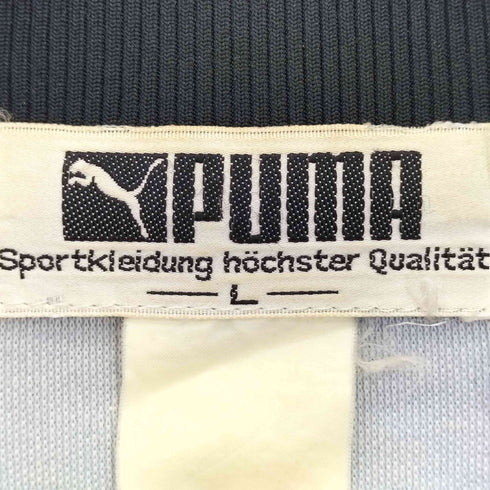 PUMA
Sportkleidung höchster Qualität
L